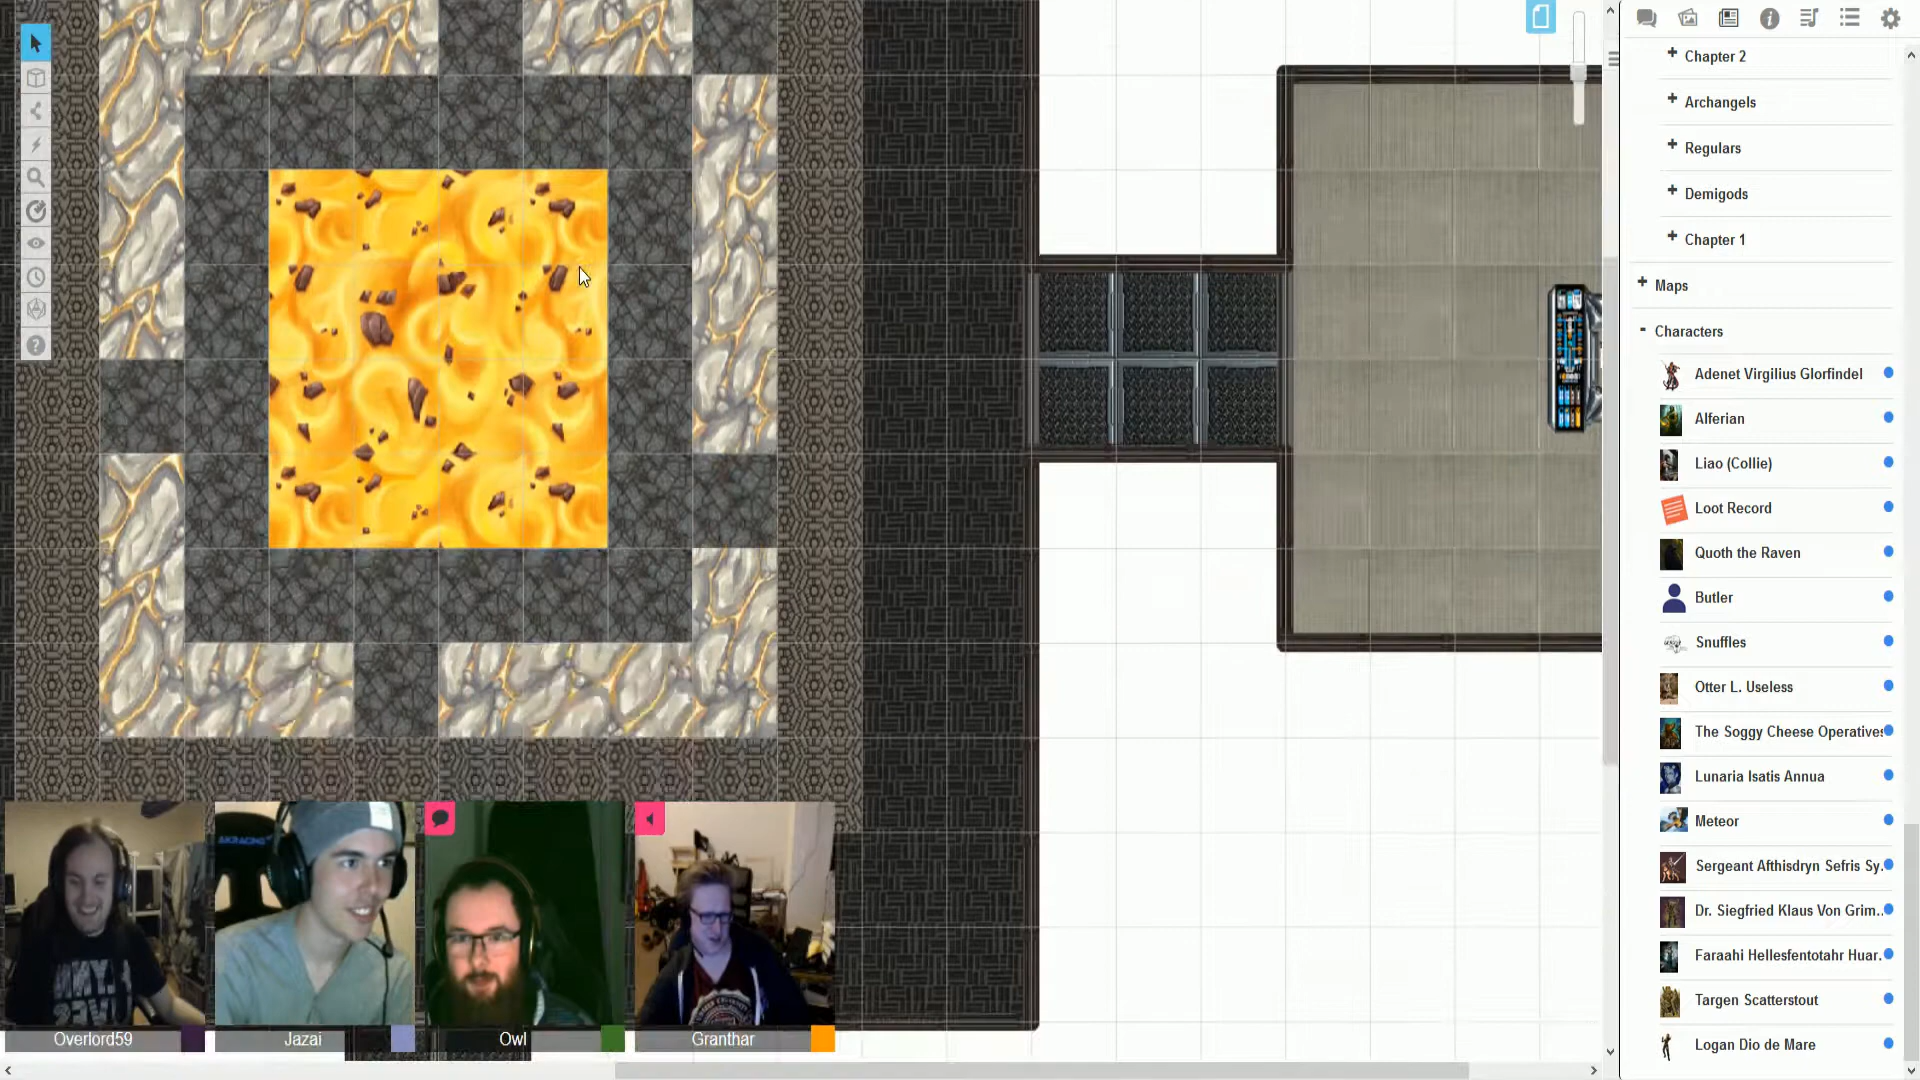 Chapter 2
Archangels
Regulars
Demigods
Chapter 1
Maps
Characters
Adenet Virgilius Glorfindel
Alferian
Liao (Collie)
Loot Record
Quoth the Raven
Butler
Snuffles
Otter L. Useless
The Soggy Cheese Operatives
Lunaria Isatis Annua
Meteor
Sergeant Afthisdryn Sefris Sy..
Dr. Siegfried Klaus Von Grim..
Faraahi Hellesfentotahr Huar..
Targen Scatterstout
Logan Dio de Mare
Overlord59
Jazai
Owl
Granthar